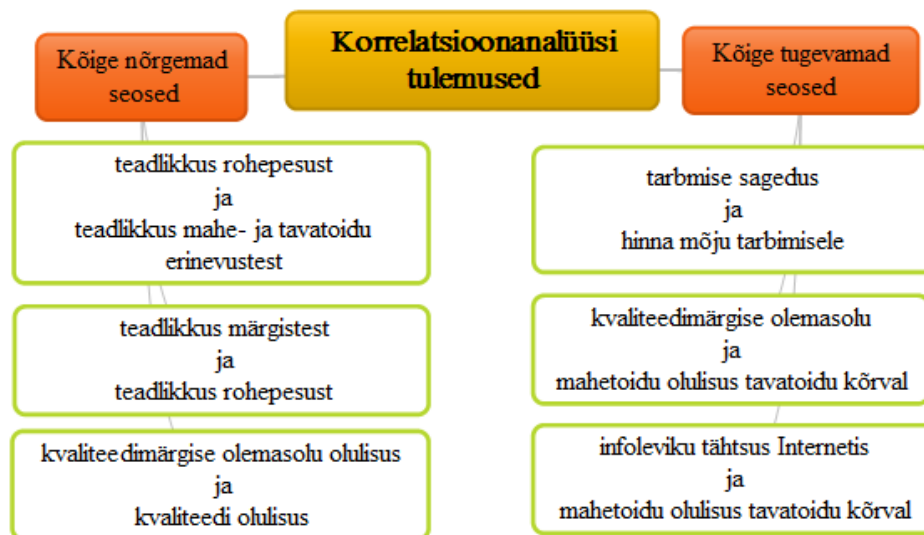 Korrelatsioonanalüüsi
tulemused
Kõige nõrgemad
seosed
teadlikkus rohepesust
ja
teadlikkus mahe- ja tavatoidu
erinevustest
teadlikkus märgistest
ja
teadlikkus rohepesust
kvaliteedimärgise olemasolu olulisus
ja
kvaliteedi olulisus
Kõige tugevamad
seosed
tarbmise sagedus
ja
hinna mõju tarbimisele
kvaliteedimärgise olemasolu
ja
mahetoidu olulisus tavatoidu kõrval
infoleviku tähtsus Internetis
ja
mahetoidu olulisus tavatoidu kõrval